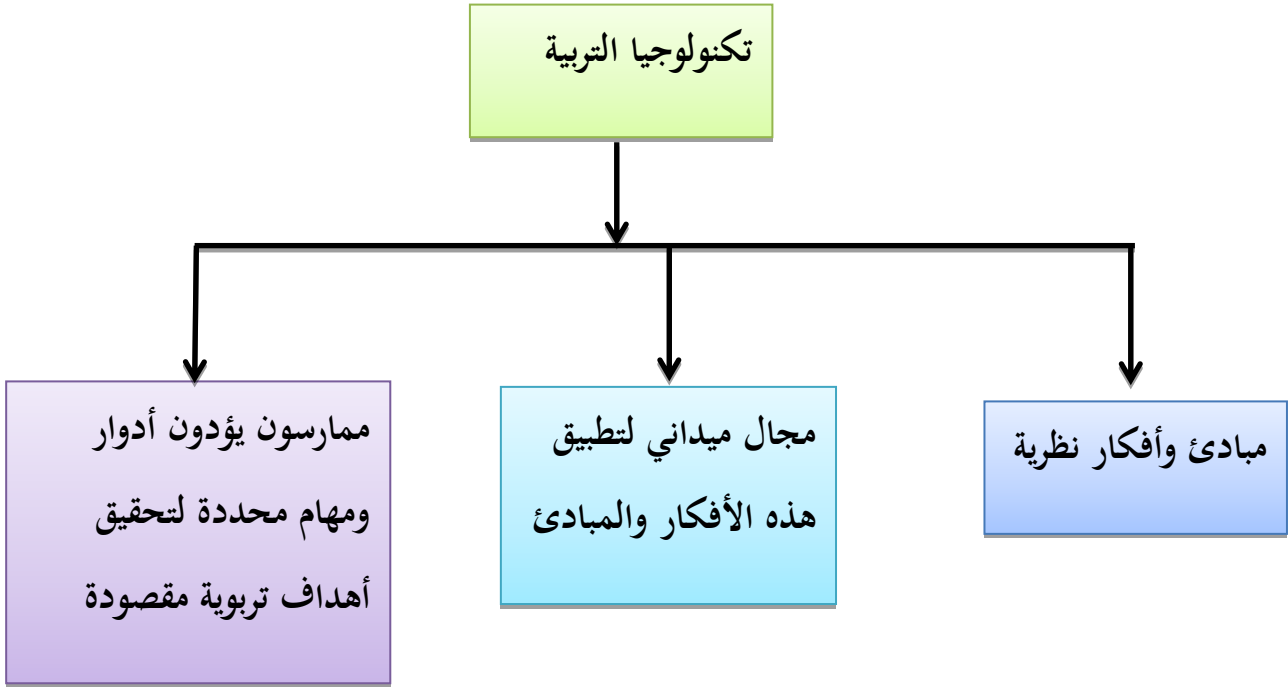 تكنولوجيا التربية
مبادئ وأفكار نظرية
مجال ميداني لتطبيق
هذه الأفكار والمبادئ
ممارسون يؤدون أدوار
ومهام محددة لتحقيق
أهداف تربوية مقصودة